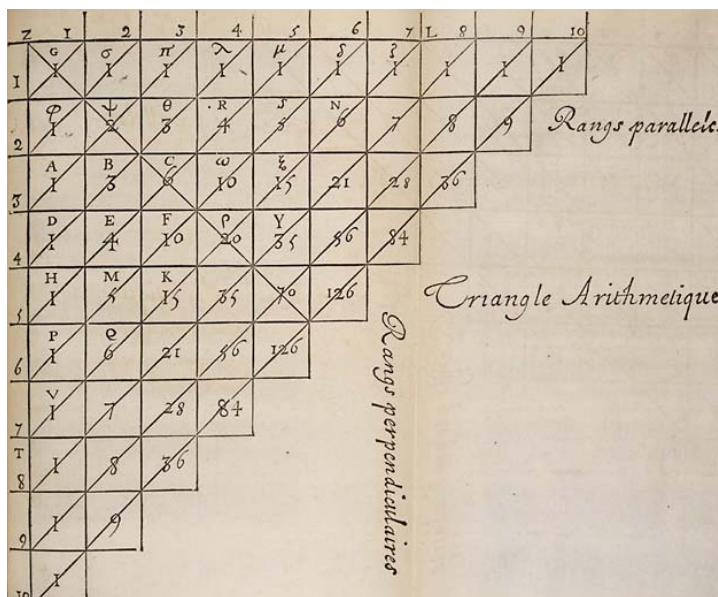 Z 1 2 3 4 5 6 7 L 8 9 10
G σ π λ μ δ ζ
1 1 1 1 1 1 1 1 1 1 1
φ ψ θ R S N
2 1 2 3 4 5 6 7 8 9 Rangs paralleles
A B C ω ξ
3 1 3 6 10 15 21 28 36
D E F ρ Y
4 1 4 10 20 35 56 84
H M K
5 1 5 15 35 70 126
Triangle Arithmetique
P Q
6 1 6 21 56 126
V
7 1 7 28 84
T
8 1 8 36
9 1 9
10 1
Rangs perpendiculaires